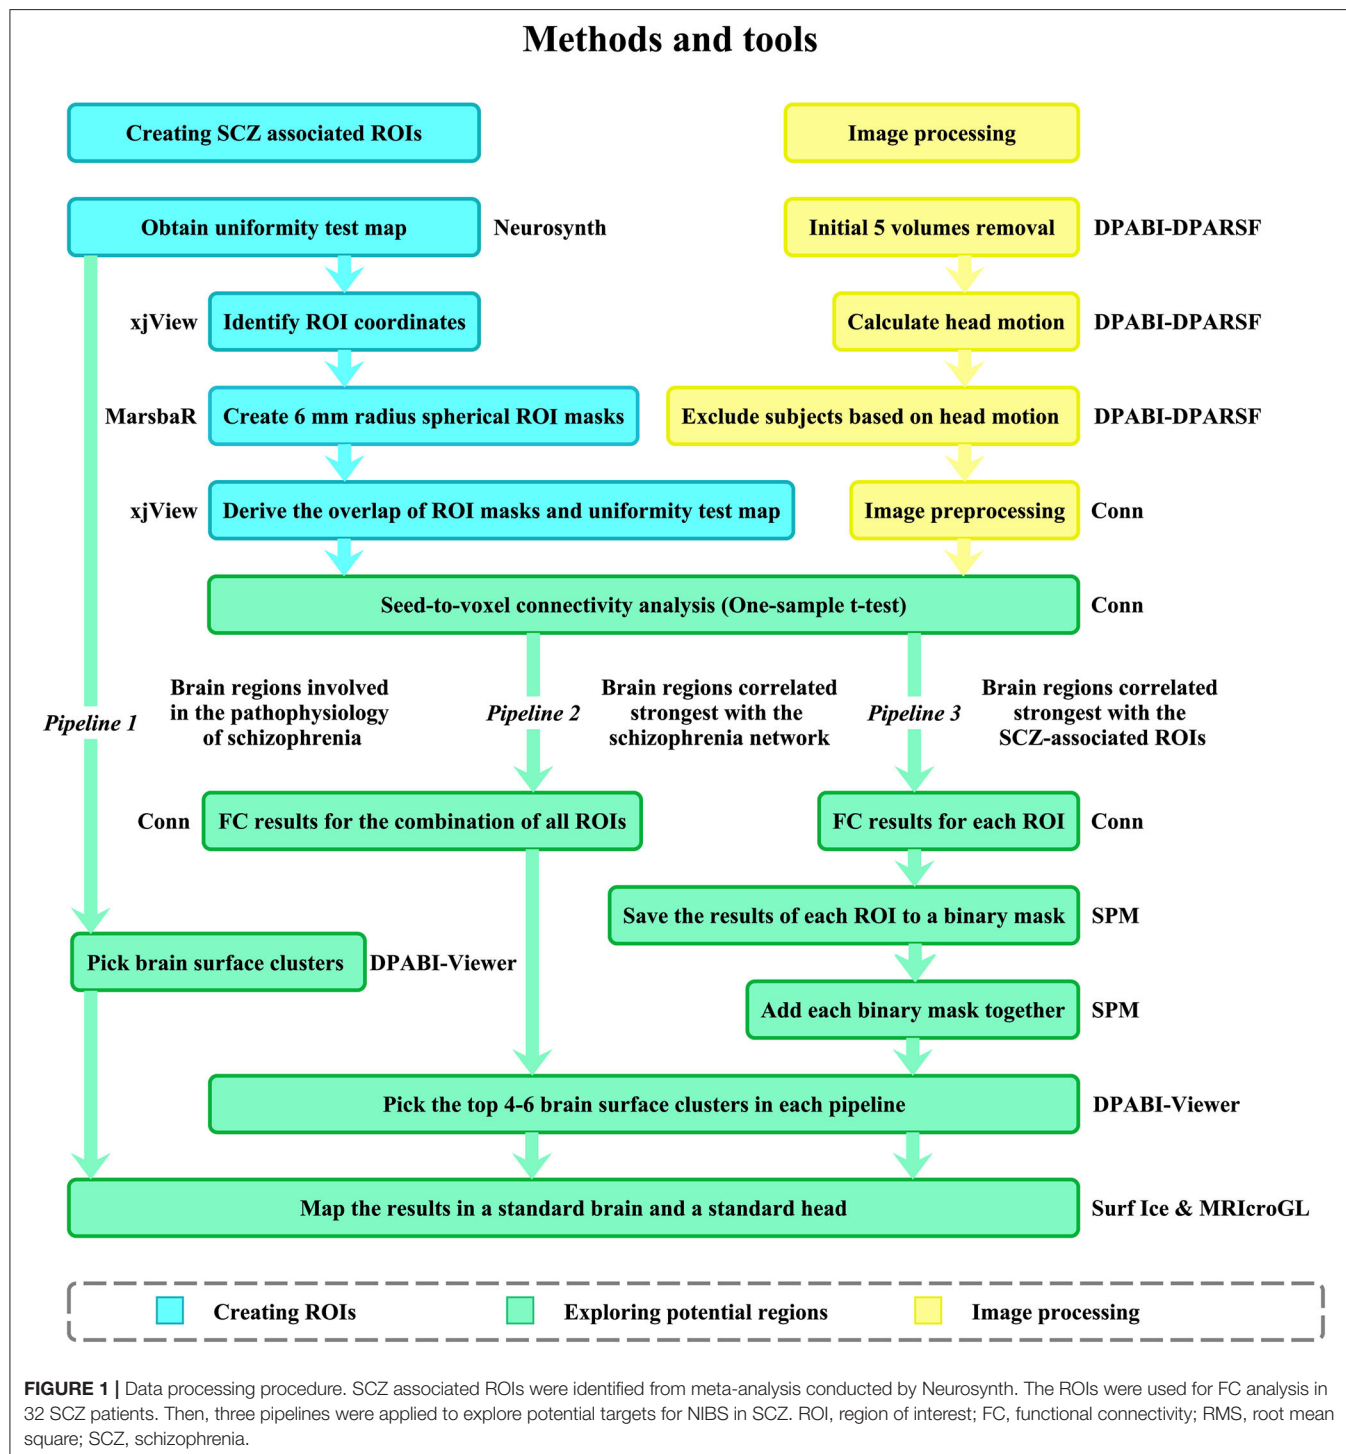 Methods and tools
Creating SCZ associated ROIs
Image processing
Obtain uniformity test map
Neurosynth
Initial 5 volumes removal
DPABI-DPARSF
xjView
Identify ROI coordinates
Calculate head motion
DPABI-DPARSF
MarsbaR
Create 6 mm radius spherical ROI masks
Exclude subjects based on head motion
DPABI-DPARSF
xjView
Derive the overlap of ROI masks and uniformity test map
Image preprocessing
Conn
Seed-to-voxel connectivity analysis (One-sample t-test)
Conn
Pipeline 1
Brain regions involved
in the pathophysiology
of schizophrenia
Pipeline 2
Brain regions correlated
strongest with the
schizophrenia network
Pipeline 3
Brain regions correlated
strongest with the
SCZ-associated ROIs
Conn
FC results for the combination of all ROIs
FC results for each ROI
Conn
Save the results of each ROI to a binary mask
SPM
Pick brain surface clusters
DPABI-Viewer
Add each binary mask together
SPM
Pick the top 4-6 brain surface clusters in each pipeline
DPABI-Viewer
Map the results in a standard brain and a standard head
Surf Ice & MRIcroGL
Creating ROIs
Exploring potential regions
Image processing
FIGURE 1 | Data processing procedure. SCZ associated ROIs were identified from meta-analysis conducted by Neurosynth. The ROIs were used for FC analysis in
32 SCZ patients. Then, three pipelines were applied to explore potential targets for NIBS in SCZ. ROI, region of interest; FC, functional connectivity; RMS, root mean
square; SCZ, schizophrenia.